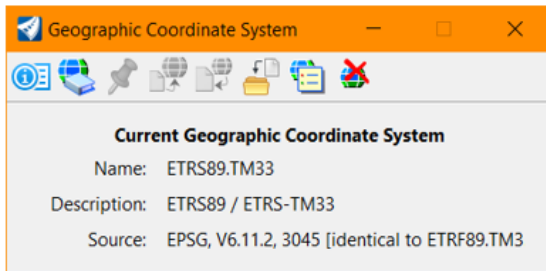 Geographic Coordinate System
Current Geographic Coordinate System
Name: ETRS89.TM33
Description: ETRS89 / ETRS-TM33
Source: EPSG, V6.11.2, 3045 [identical to ETRF89.TM3